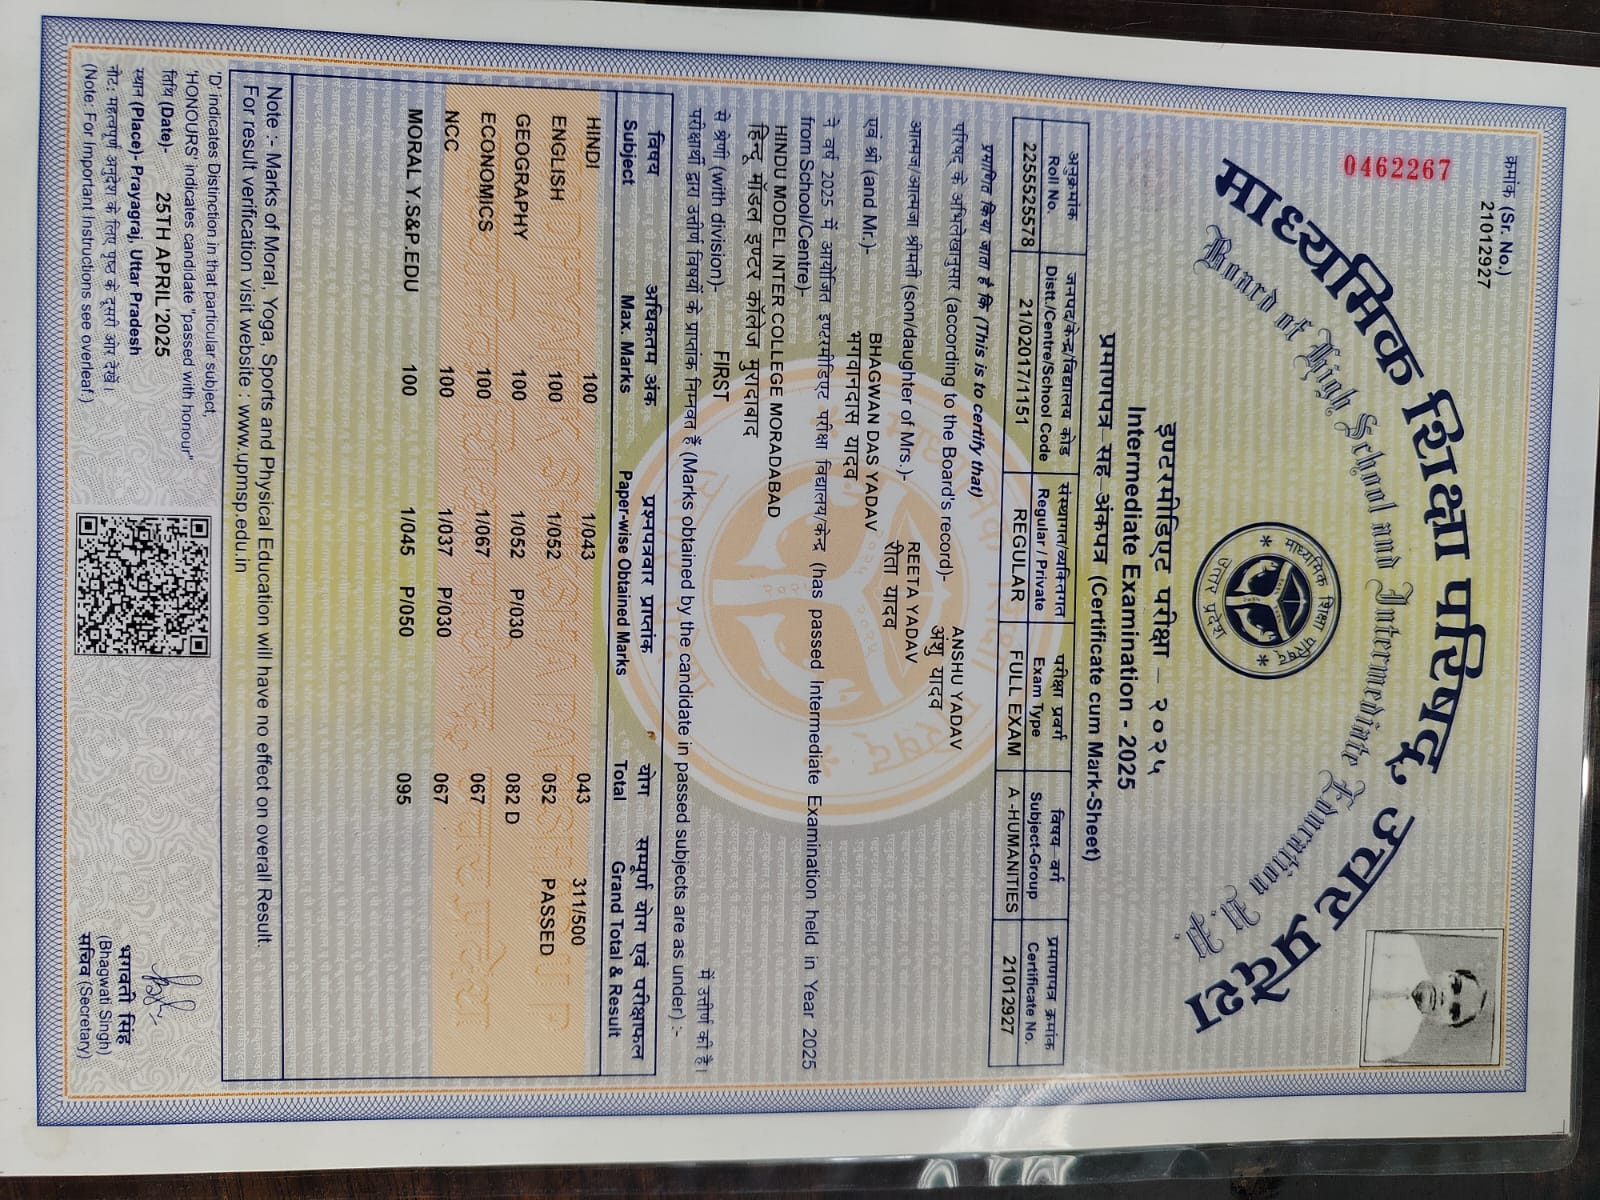 क्रमांक (Sr. No.)
21012927
0462267
माध्यमिक शिक्षा परिषद्, उत्तर प्रदेश
Board of High School and Intermediate Education U.P.
माध्यमिक शिक्षा परिषद्
उत्तर प्रदेश
इण्टरमीडिएट परीक्षा – २०२५
Intermediate Examination - 2025
प्रमाणपत्र सह अंकपत्र (Certificate cum Mark-Sheet)
अनुक्रमांक जनपद/केन्द्र/विद्यालय कोड संस्थागत/व्यक्तिगत परीक्षा प्रवर्ग विषय वर्ग प्रमाणपत्र क्रमांक
Roll No. Distt./Centre/School Code Regular / Private Exam Type Subject-Group Certificate No.
2255525578 21/02017/1151 REGULAR FULL EXAM A -HUMANITIES 21012927
प्रमाणित किया जाता है कि (This is to certify that)
ANSHU YADAV
परिषद के अभिलेखानुसार (according to the Board's record)- अंशु यादव
REETA YADAV
आत्मज/आत्मजा श्रीमती (son/daughter of Mrs.)- रीता यादव
BHAGWAN DAS YADAV
एवं श्री (and Mr.)- भगवानदास यादव
ने वर्ष 2025 में आयोजित इण्टरमीडिएट परीक्षा विद्यालय/केन्द्र (has passed Intermediate Examination held in Year 2025
from School/Centre)-
HINDU MODEL INTER COLLEGE MORADABAD
हिन्दू मॉडल इण्टर कॉलेज मुरादाबाद
से श्रेणी (with division)- FIRST में उत्तीर्ण की है।
परीक्षार्थी द्वारा उत्तीर्ण विषयों के प्राप्तांक निम्नवत हैं (Marks obtained by the candidate in passed subjects are as under) :-
विषय अधिकतम अंक प्रश्नपत्रवार प्राप्तांक योग सम्पूर्ण योग एवं परीक्षाफल
Subject Max. Marks Paper-wise Obtained Marks Total Grand Total & Result
HINDI 100 1/043 043 311/500
ENGLISH 100 1/052 052 PASSED
GEOGRAPHY 100 1/052 P/030 082 D
ECONOMICS 100 1/067 067
NCC 100 1/037 P/030 067
MORAL Y.S&P.EDU 100 1/045 P/050 095
Note :- Marks of Moral, Yoga, Sports and Physical Education will have no effect on overall Result.
For result verification visit website : www.upmsp.edu.in
'D' indicates Distinction in that particular subject.
'HONOURS' indicates candidate "passed with honour"
तिथि (Date)- 25TH APRIL'2025
स्थान (Place)- Prayagraj, Uttar Pradesh
नोट: महत्वपूर्ण अनुदेश के लिए पृष्ठ के दूसरी ओर देखें।
(Note: For Important Instructions see overleaf.)
भगवती सिंह
(Bhagwati Singh)
सचिव (Secretary)